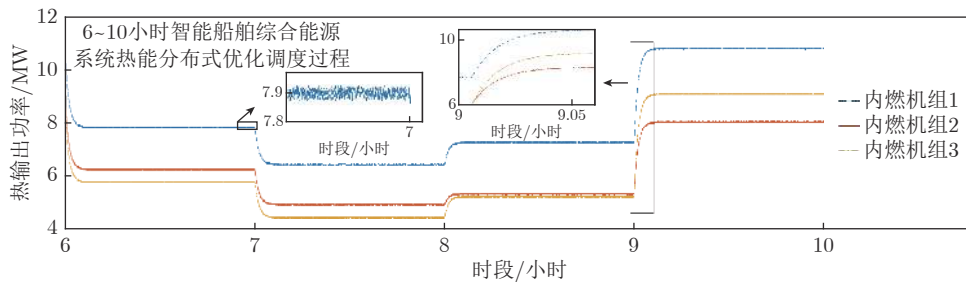 12
10
8
6
4
热输出功率/MW
6~10小时智能船舶综合能源
系统热能分布式优化调度过程
7.9
7.8
7
时段/小时
10
6
9
9.05
时段/小时
内燃机组1
内燃机组2
内燃机组3
6
7
8
9
10
时段/小时